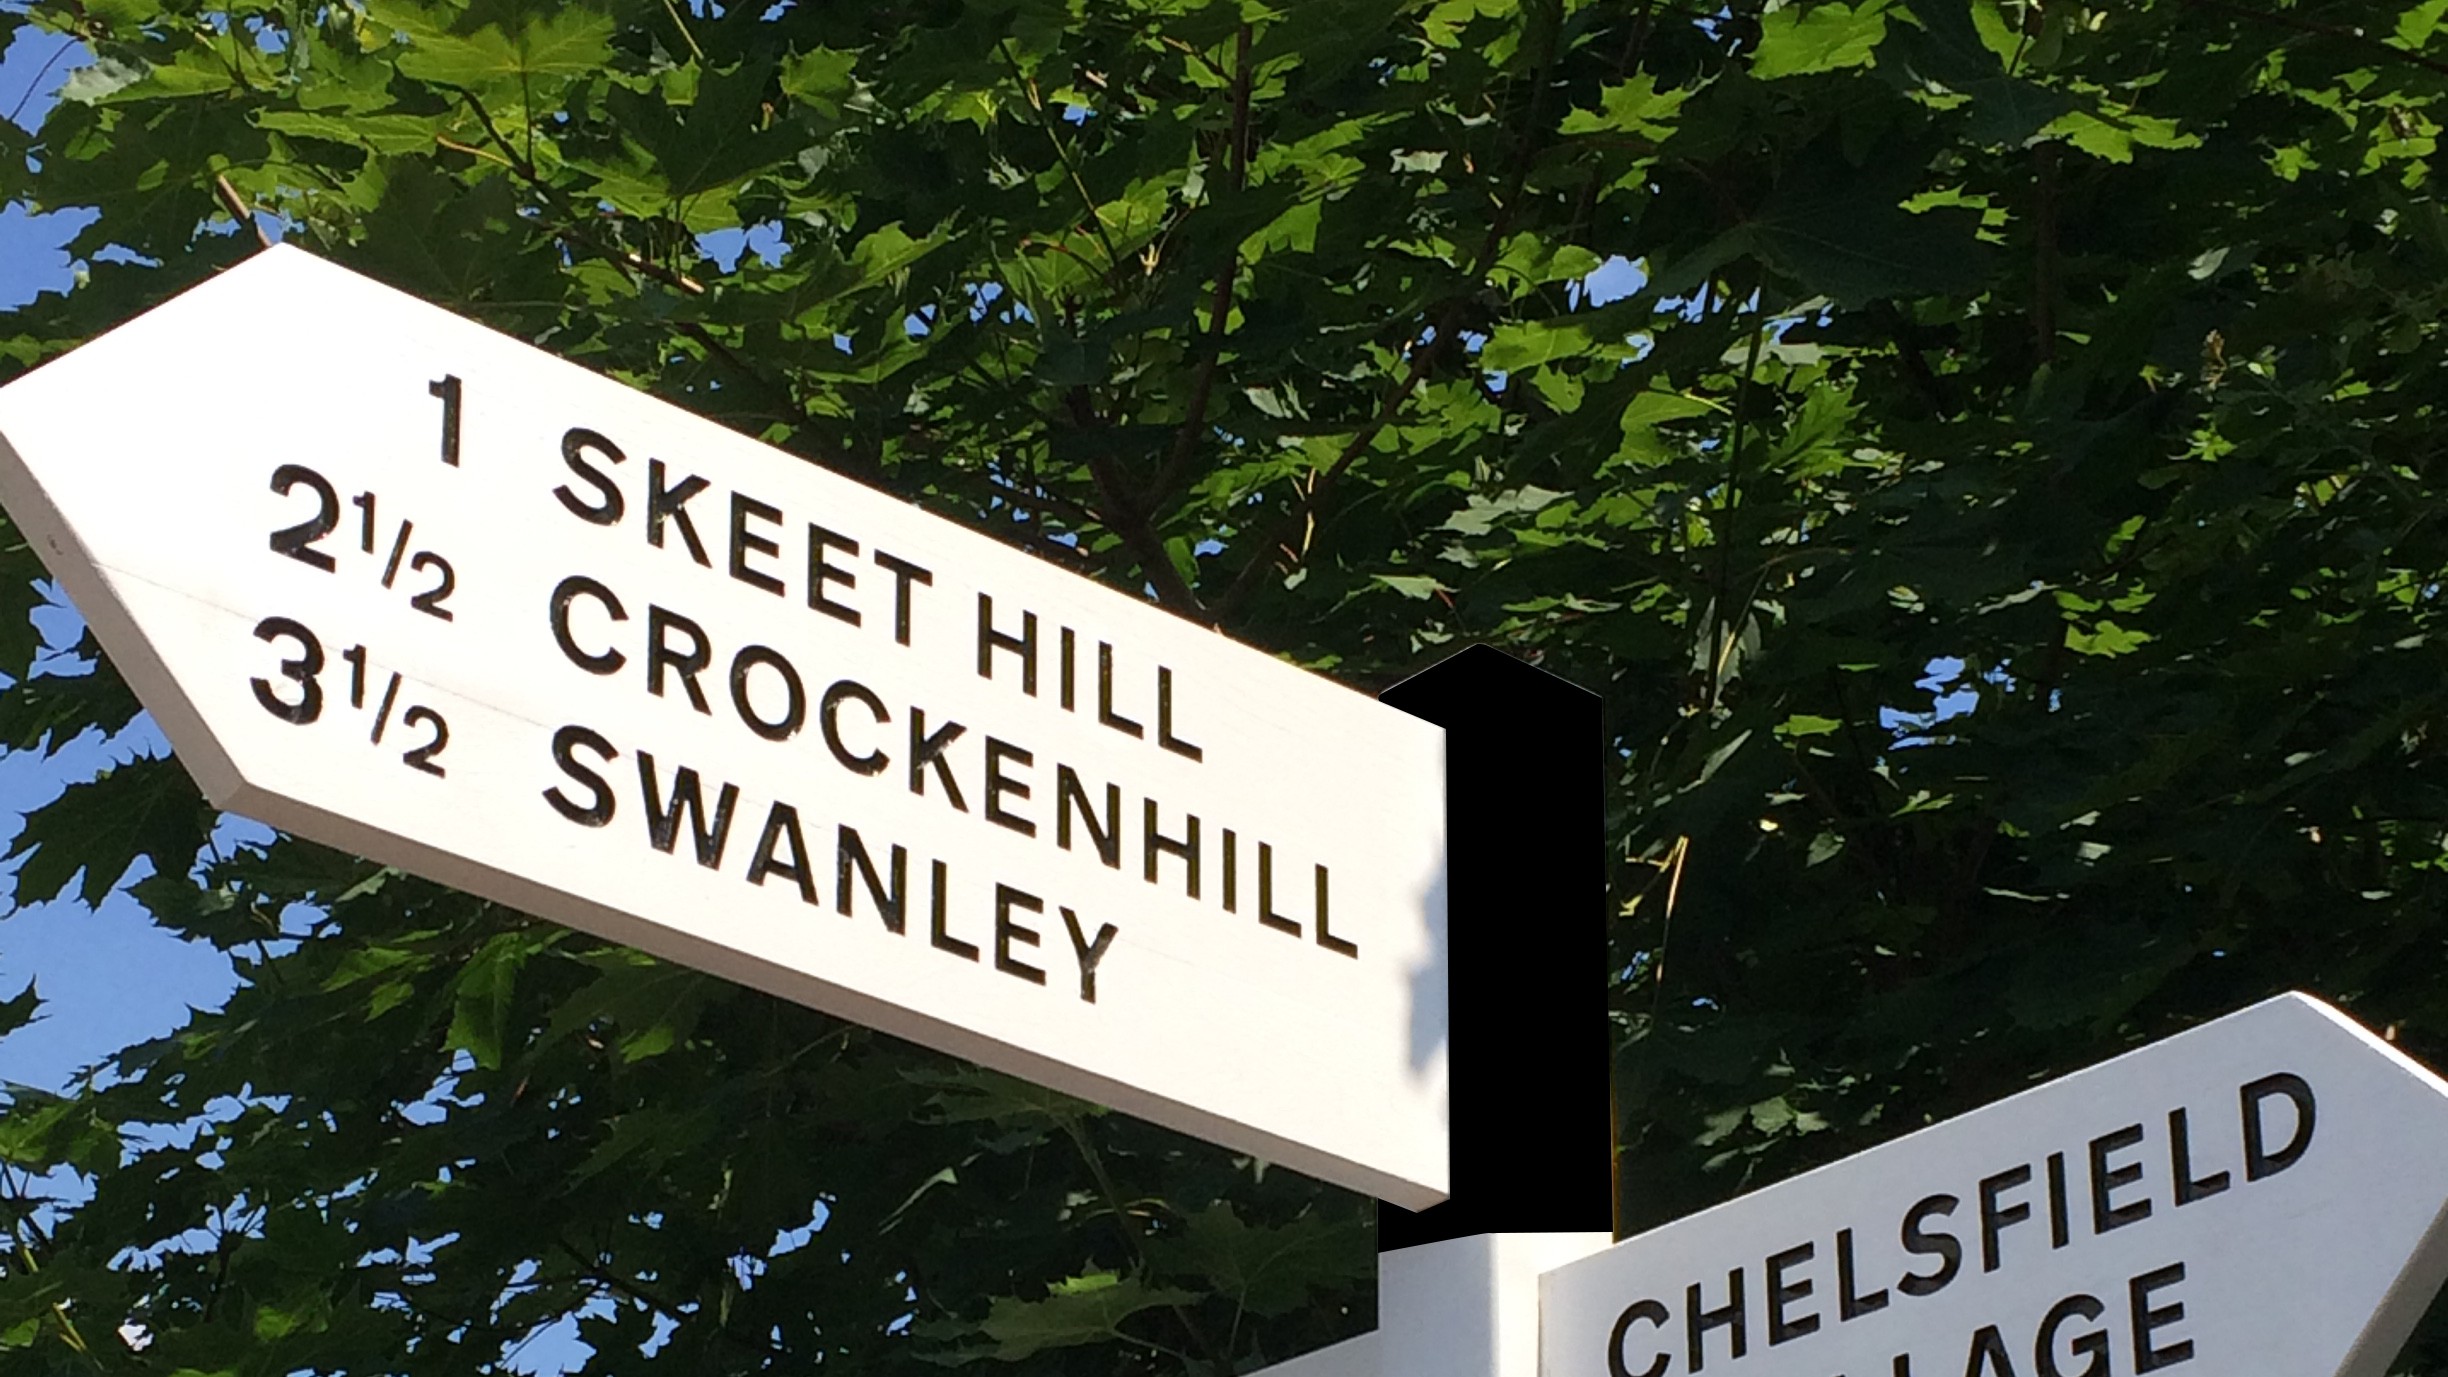 1 SKEET HILL
2½ CROCKENHILL
3½ SWANLEY
CHELSFIELD